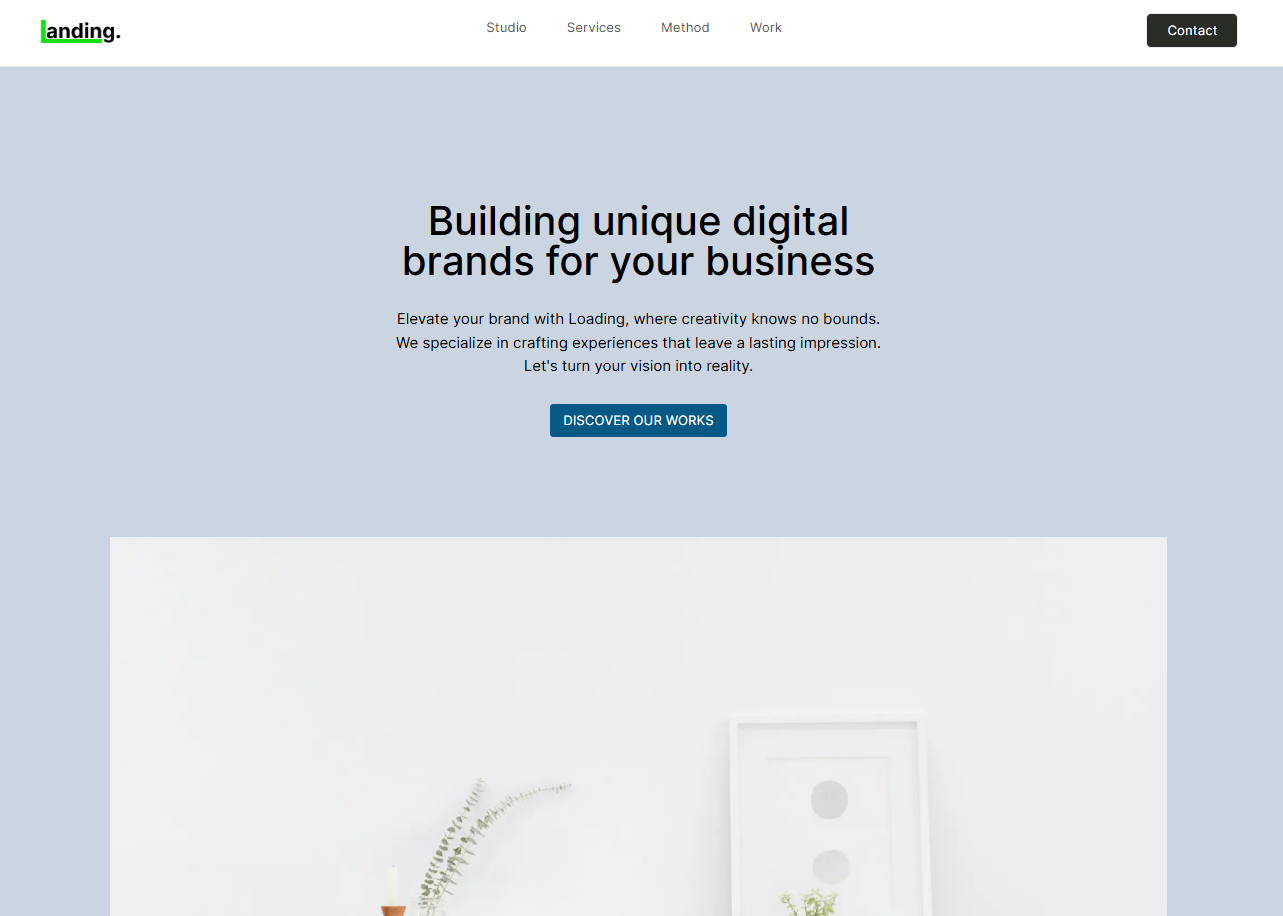 Landing.
Studio Services Method Work
Contact
Building unique digital
brands for your business
Elevate your brand with Loading, where creativity knows no bounds.
We specialize in crafting experiences that leave a lasting impression.
Let's turn your vision into reality.
DISCOVER OUR WORKS